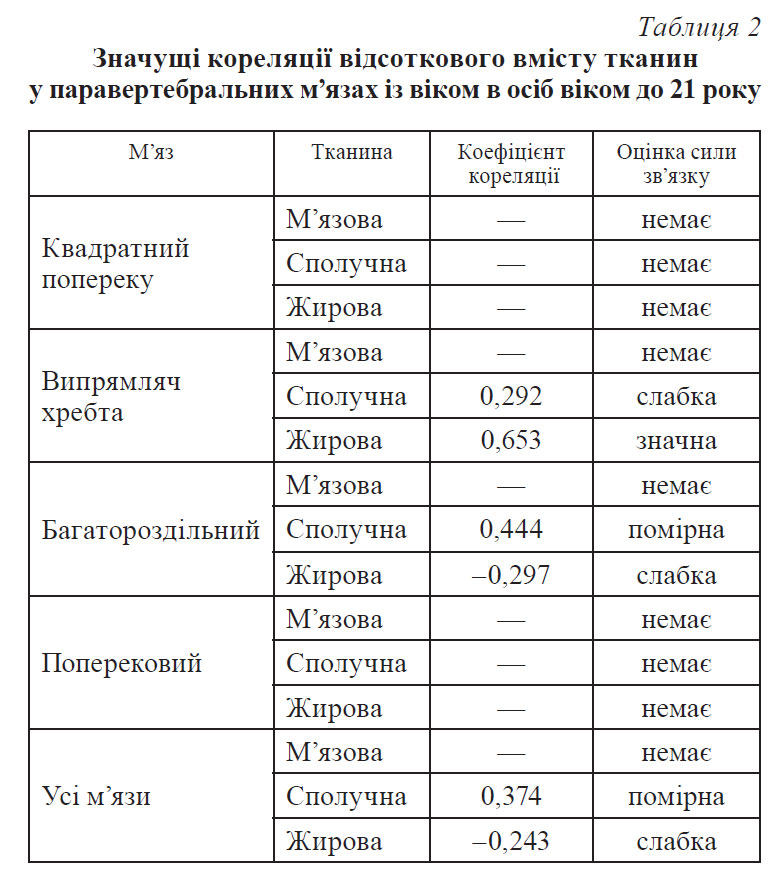 Таблиця 2
Значущі кореляції відсоткового вмісту тканин
у паравертебральних м’язах із віком в осіб віком до 21 року
М’яз Тканина Коефіцієнт кореляції Оцінка сили зв’язку
Квадратний попереку М’язова — немає
Сполучна — немає
Жирова — немає
Випрямляч хребта М’язова — немає
Сполучна 0,292 слабка
Жирова 0,653 значна
Багатороздільний М’язова — немає
Сполучна 0,444 помірна
Жирова –0,297 слабка
Поперековий М’язова — немає
Сполучна — немає
Жирова — немає
Усі м’язи М’язова — немає
Сполучна 0,374 помірна
Жирова –0,243 слабка